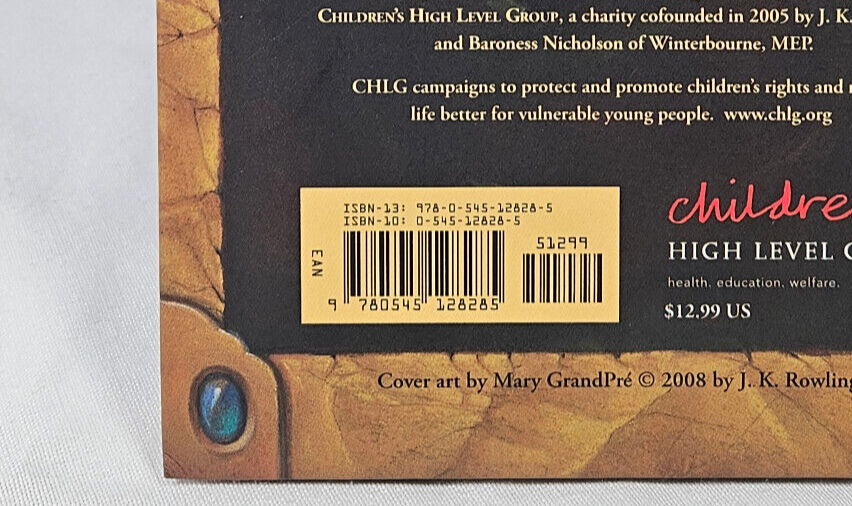 CHILDREN'S HIGH LEVEL GROUP, a charity cofounded in 2005 by J. K.
and Baroness Nicholson of Winterbourne, MEP.
CHLG campaigns to protect and promote children's rights and
life better for vulnerable young people. www.chlg.org
ISBN-13: 978-0-545-12828-5
ISBN-10: 0-545-12828-5
51299
EAN
9 780545 128285
childre
HIGH LEVEL
health. education. welfare.
$12.99 US
Cover art by Mary GrandPré © 2008 by J. K. Rowling